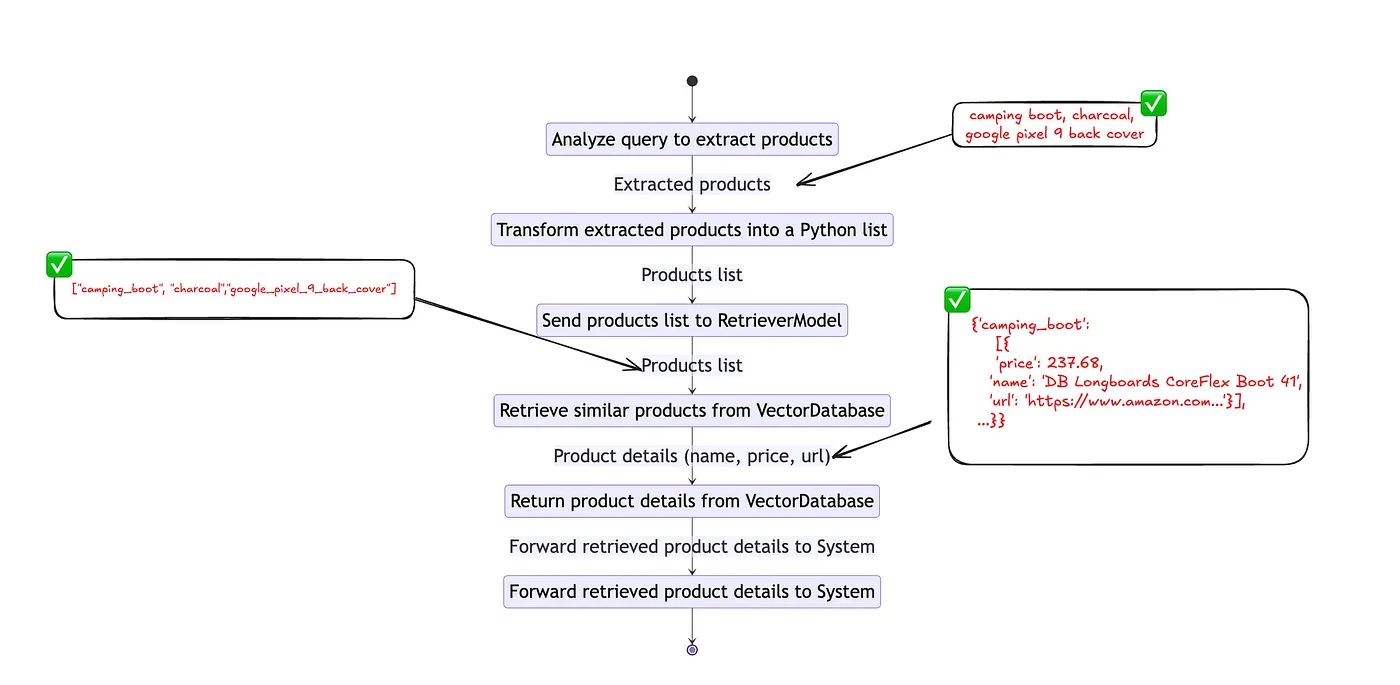 camping boot, charcoal,
google pixel 9 back cover
Analyze query to extract products
Extracted products
Transform extracted products into a Python list
Products list
["camping_boot", "charcoal","google_pixel_9_back_cover"]
Send products list to RetrieverModel
Products list
{'camping_boot':
[{
'price': 237.68,
'name': 'DB Longboards CoreFlex Boot 41',
'url': 'https://www.amazon.com...'}],
...}}
Retrieve similar products from VectorDatabase
Product details (name, price, url)
Return product details from VectorDatabase
Forward retrieved product details to System
Forward retrieved product details to System